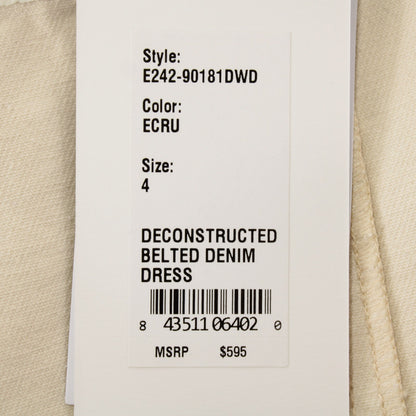 Style:
E242-90181DWD
Color:
ECRU
Size:
4
DECONSTRUCTED
BELTED DENIM
DRESS
8 43511 06402 0
MSRP $595